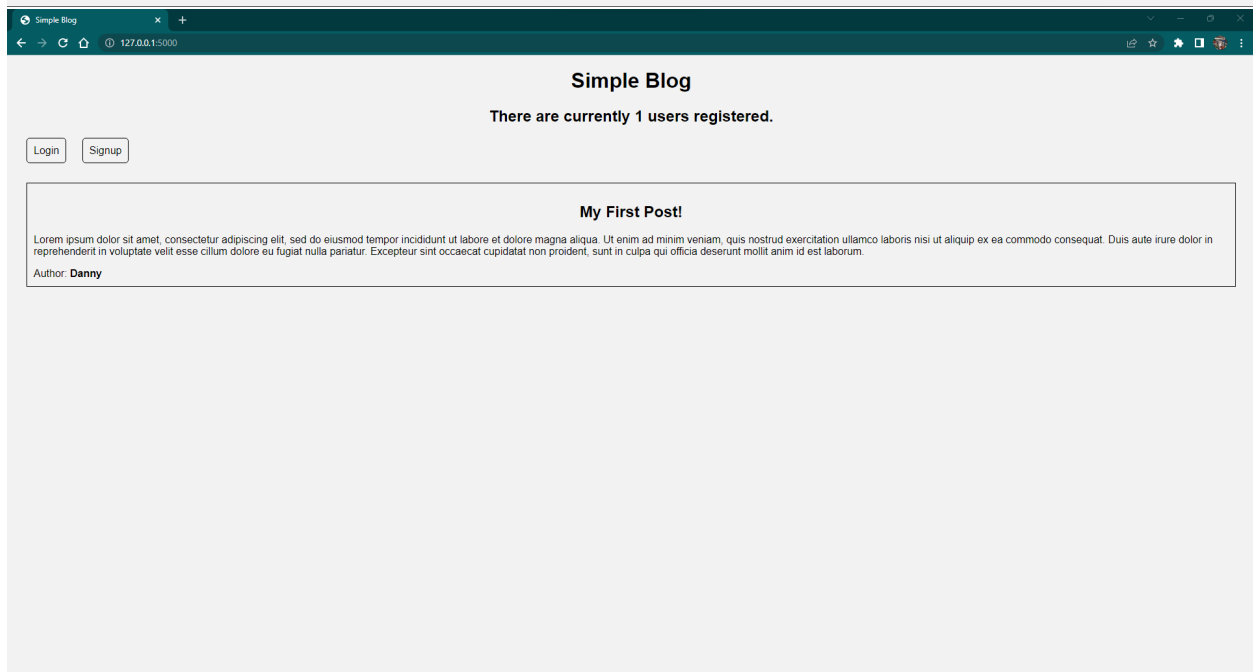 Simple Blog
127.0.0.1:5000
Simple Blog
There are currently 1 users registered.
Login Signup
My First Post!
Lorem ipsum dolor sit amet, consectetur adipiscing elit, sed do eiusmod tempor incididunt ut labore et dolore magna aliqua. Ut enim ad minim veniam, quis nostrud exercitation ullamco laboris nisi ut aliquip ex ea commodo consequat. Duis aute irure dolor in
reprehenderit in voluptate velit esse cillum dolore eu fugiat nulla pariatur. Excepteur sint occaecat cupidatat non proident, sunt in culpa qui officia deserunt mollit anim id est laborum.
Author: Danny